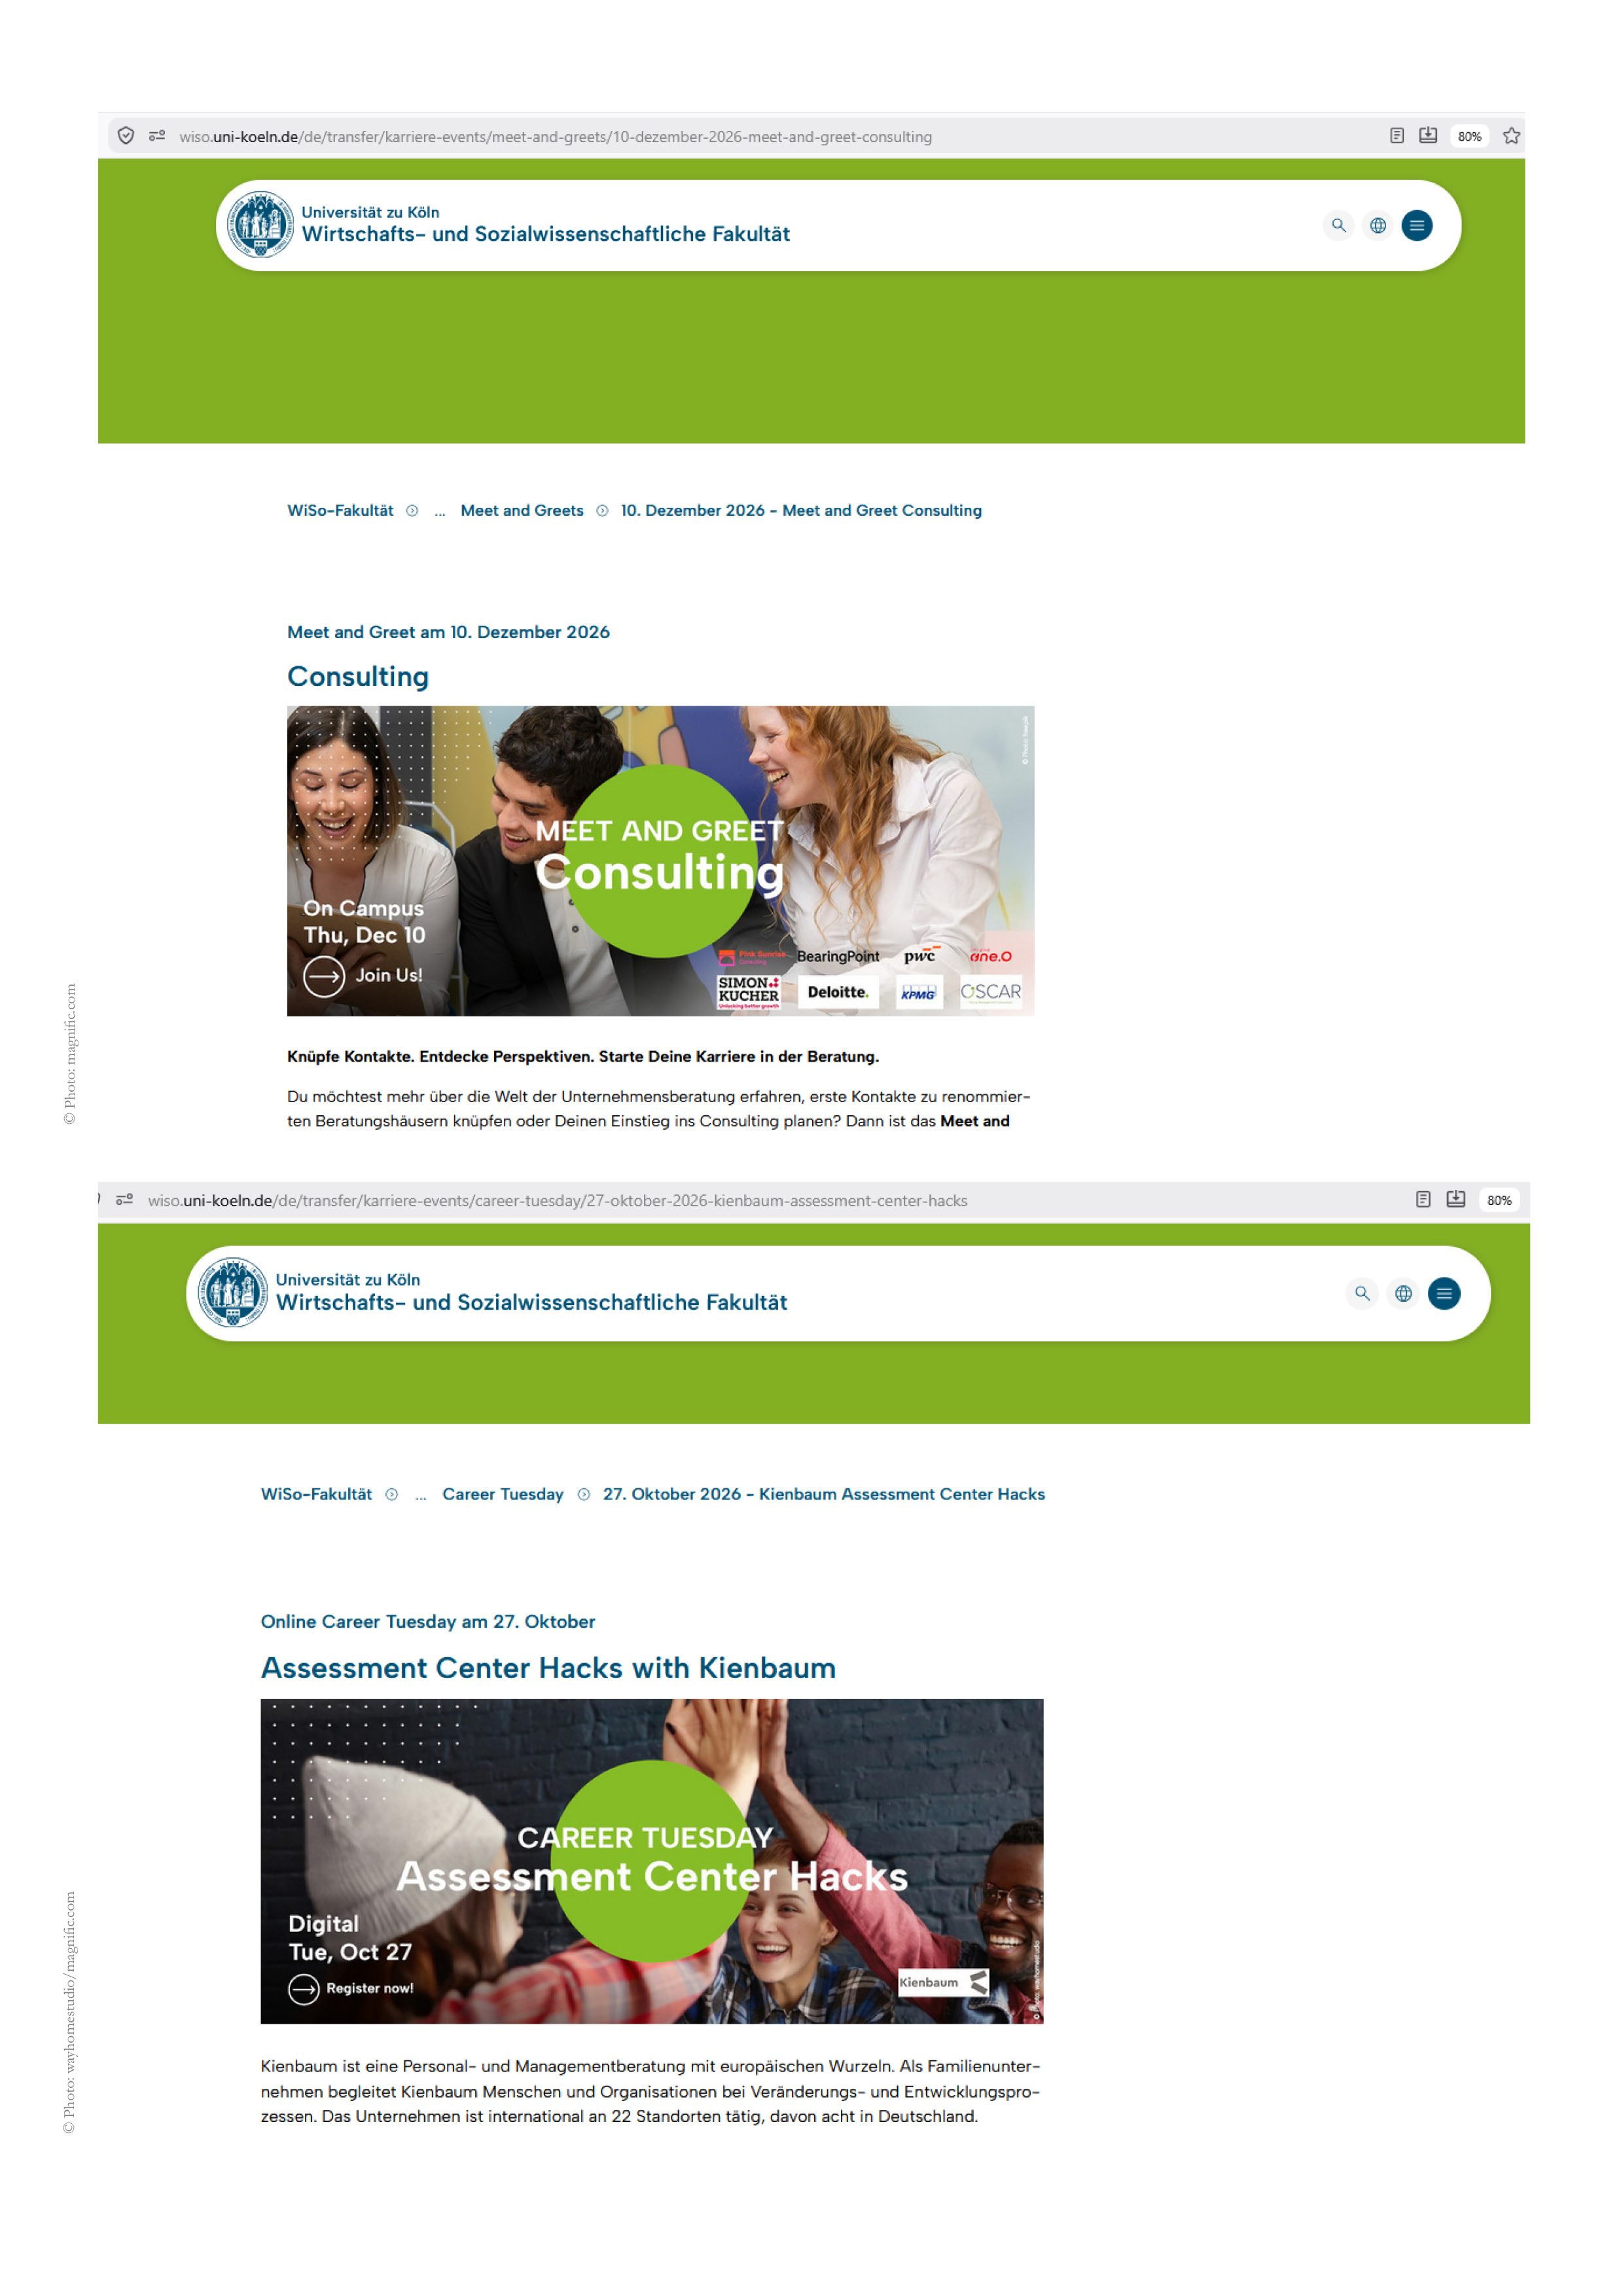 wiso.uni-koeln.de/de/transfer/karriere-events/meet-and-greets/10-dezember-2026-meet-and-greet-consulting
80%
Universität zu Köln
Wirtschafts- und Sozialwissenschaftliche Fakultät
WiSo-Fakultät ... Meet and Greets 10. Dezember 2026 - Meet and Greet Consulting
Meet and Greet am 10. Dezember 2026
Consulting
© Photo: freepik
MEET AND GREET
Consulting
On Campus
Thu, Dec 10
Join Us!
Pink Sunrise
Consulting
BearingPoint
pwc
one.O
SIMON
KUCHER
Unlocking better growth
Deloitte.
KPMG
OSCAR
© Photo: magnific.com
Knüpfe Kontakte. Entdecke Perspektiven. Starte Deine Karriere in der Beratung.
Du möchtest mehr über die Welt der Unternehmensberatung erfahren, erste Kontakte zu renommier-
ten Beratungshäusern knüpfen oder Deinen Einstieg ins Consulting planen? Dann ist das Meet and
wiso.uni-koeln.de/de/transfer/karriere-events/career-tuesday/27-oktober-2026-kienbaum-assessment-center-hacks
80%
Universität zu Köln
Wirtschafts- und Sozialwissenschaftliche Fakultät
WiSo-Fakultät ... Career Tuesday 27. Oktober 2026 - Kienbaum Assessment Center Hacks
Online Career Tuesday am 27. Oktober
Assessment Center Hacks with Kienbaum
CAREER TUESDAY
Assessment Center Hacks
Digital
Tue, Oct 27
Register now!
Kienbaum
© Photo: wayhomestudio
© Photo: wayhomestudio/magnific.com
Kienbaum ist eine Personal- und Managementberatung mit europäischen Wurzeln. Als Familienunter-
nehmen begleitet Kienbaum Menschen und Organisationen bei Veränderungs- und Entwicklungspro-
zessen. Das Unternehmen ist international an 22 Standorten tätig, davon acht in Deutschland.